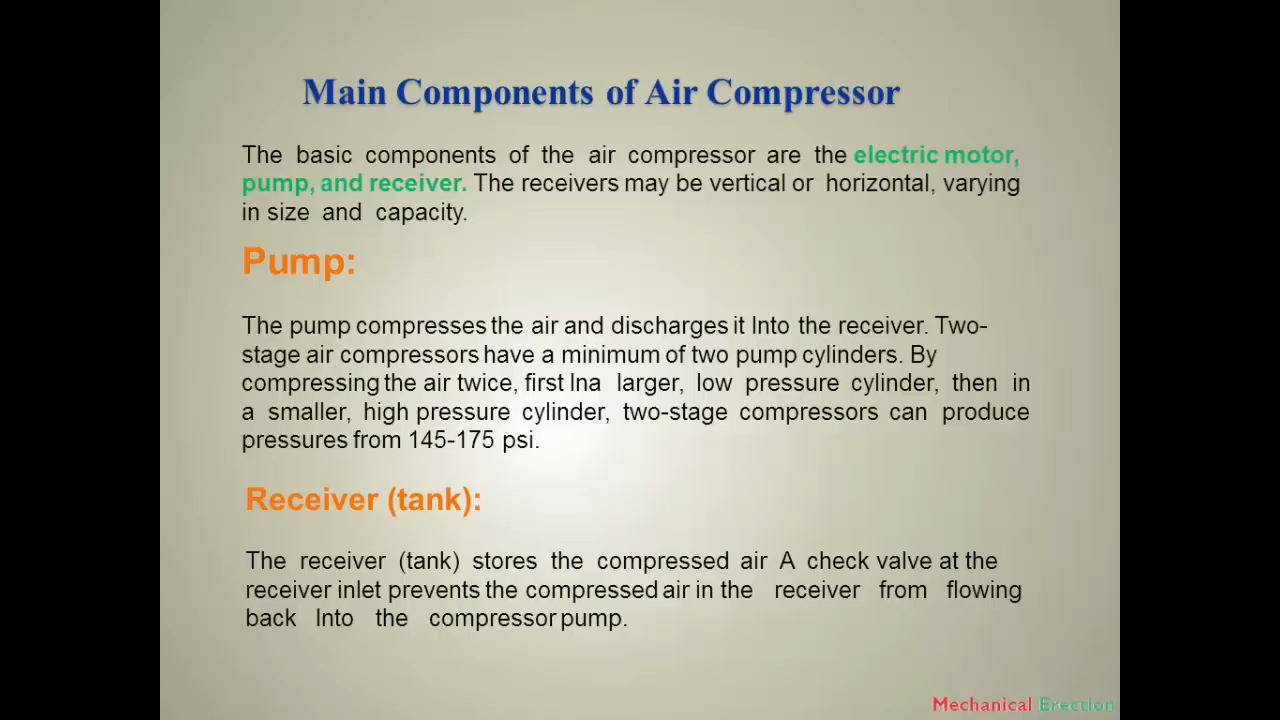 Main Components of Air Compressor
The basic components of the air compressor are the electric motor,
pump, and receiver. The receivers may be vertical or horizontal, varying
in size and capacity.
Pump:
The pump compresses the air and discharges it Into the receiver. Two-
stage air compressors have a minimum of two pump cylinders. By
compressing the air twice, first Ina larger, low pressure cylinder, then in
a smaller, high pressure cylinder, two-stage compressors can produce
pressures from 145-175 psi.
Receiver (tank):
The receiver (tank) stores the compressed air A check valve at the
receiver inlet prevents the compressed air in the receiver from flowing
back Into the compressor pump.
Mechanical Erection